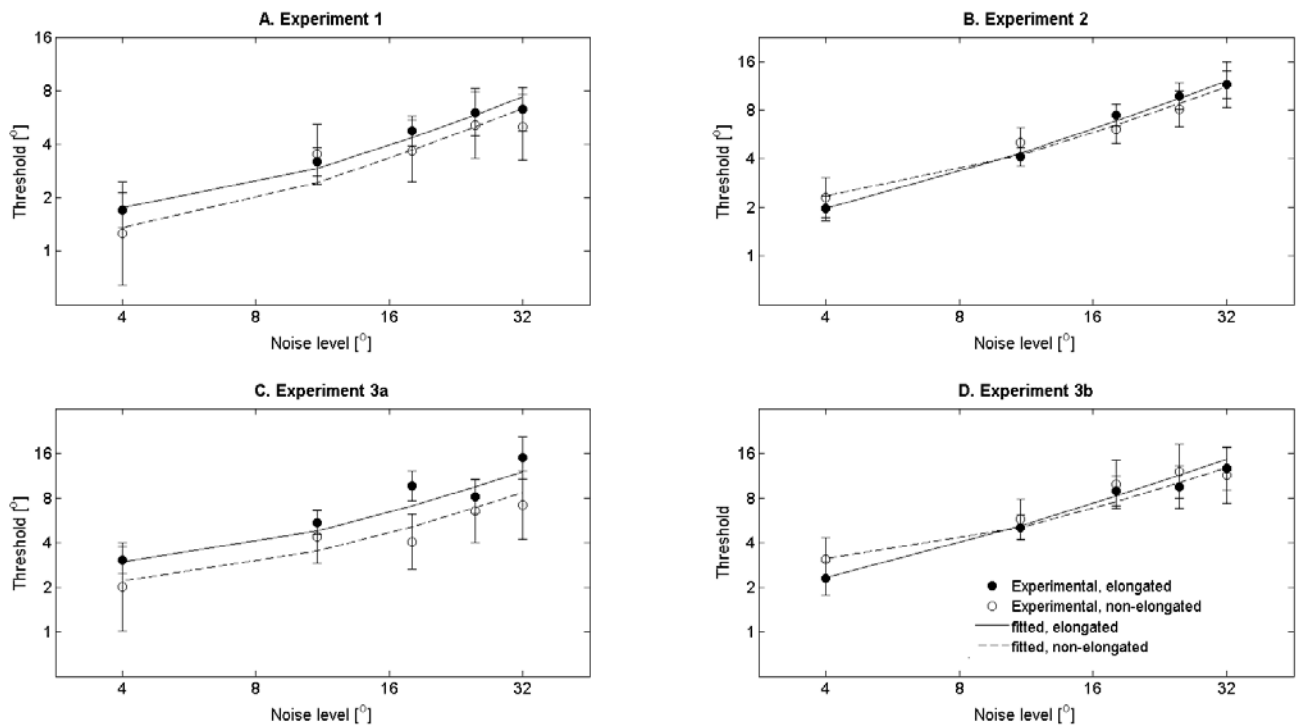 A. Experiment 1
16
8
4
2
1
Threshold [°]
4 8 16 32
Noise level [°]
B. Experiment 2
16
8
4
2
1
Threshold [°]
4 8 16 32
Noise level [°]
C. Experiment 3a
16
8
4
2
1
Threshold [°]
4 8 16 32
Noise level [°]
D. Experiment 3b
16
8
4
2
1
Threshold
Experimental, elongated
Experimental, non-elongated
fitted, elongated
fitted, non-elongated
4 8 16 32
Noise level [°]